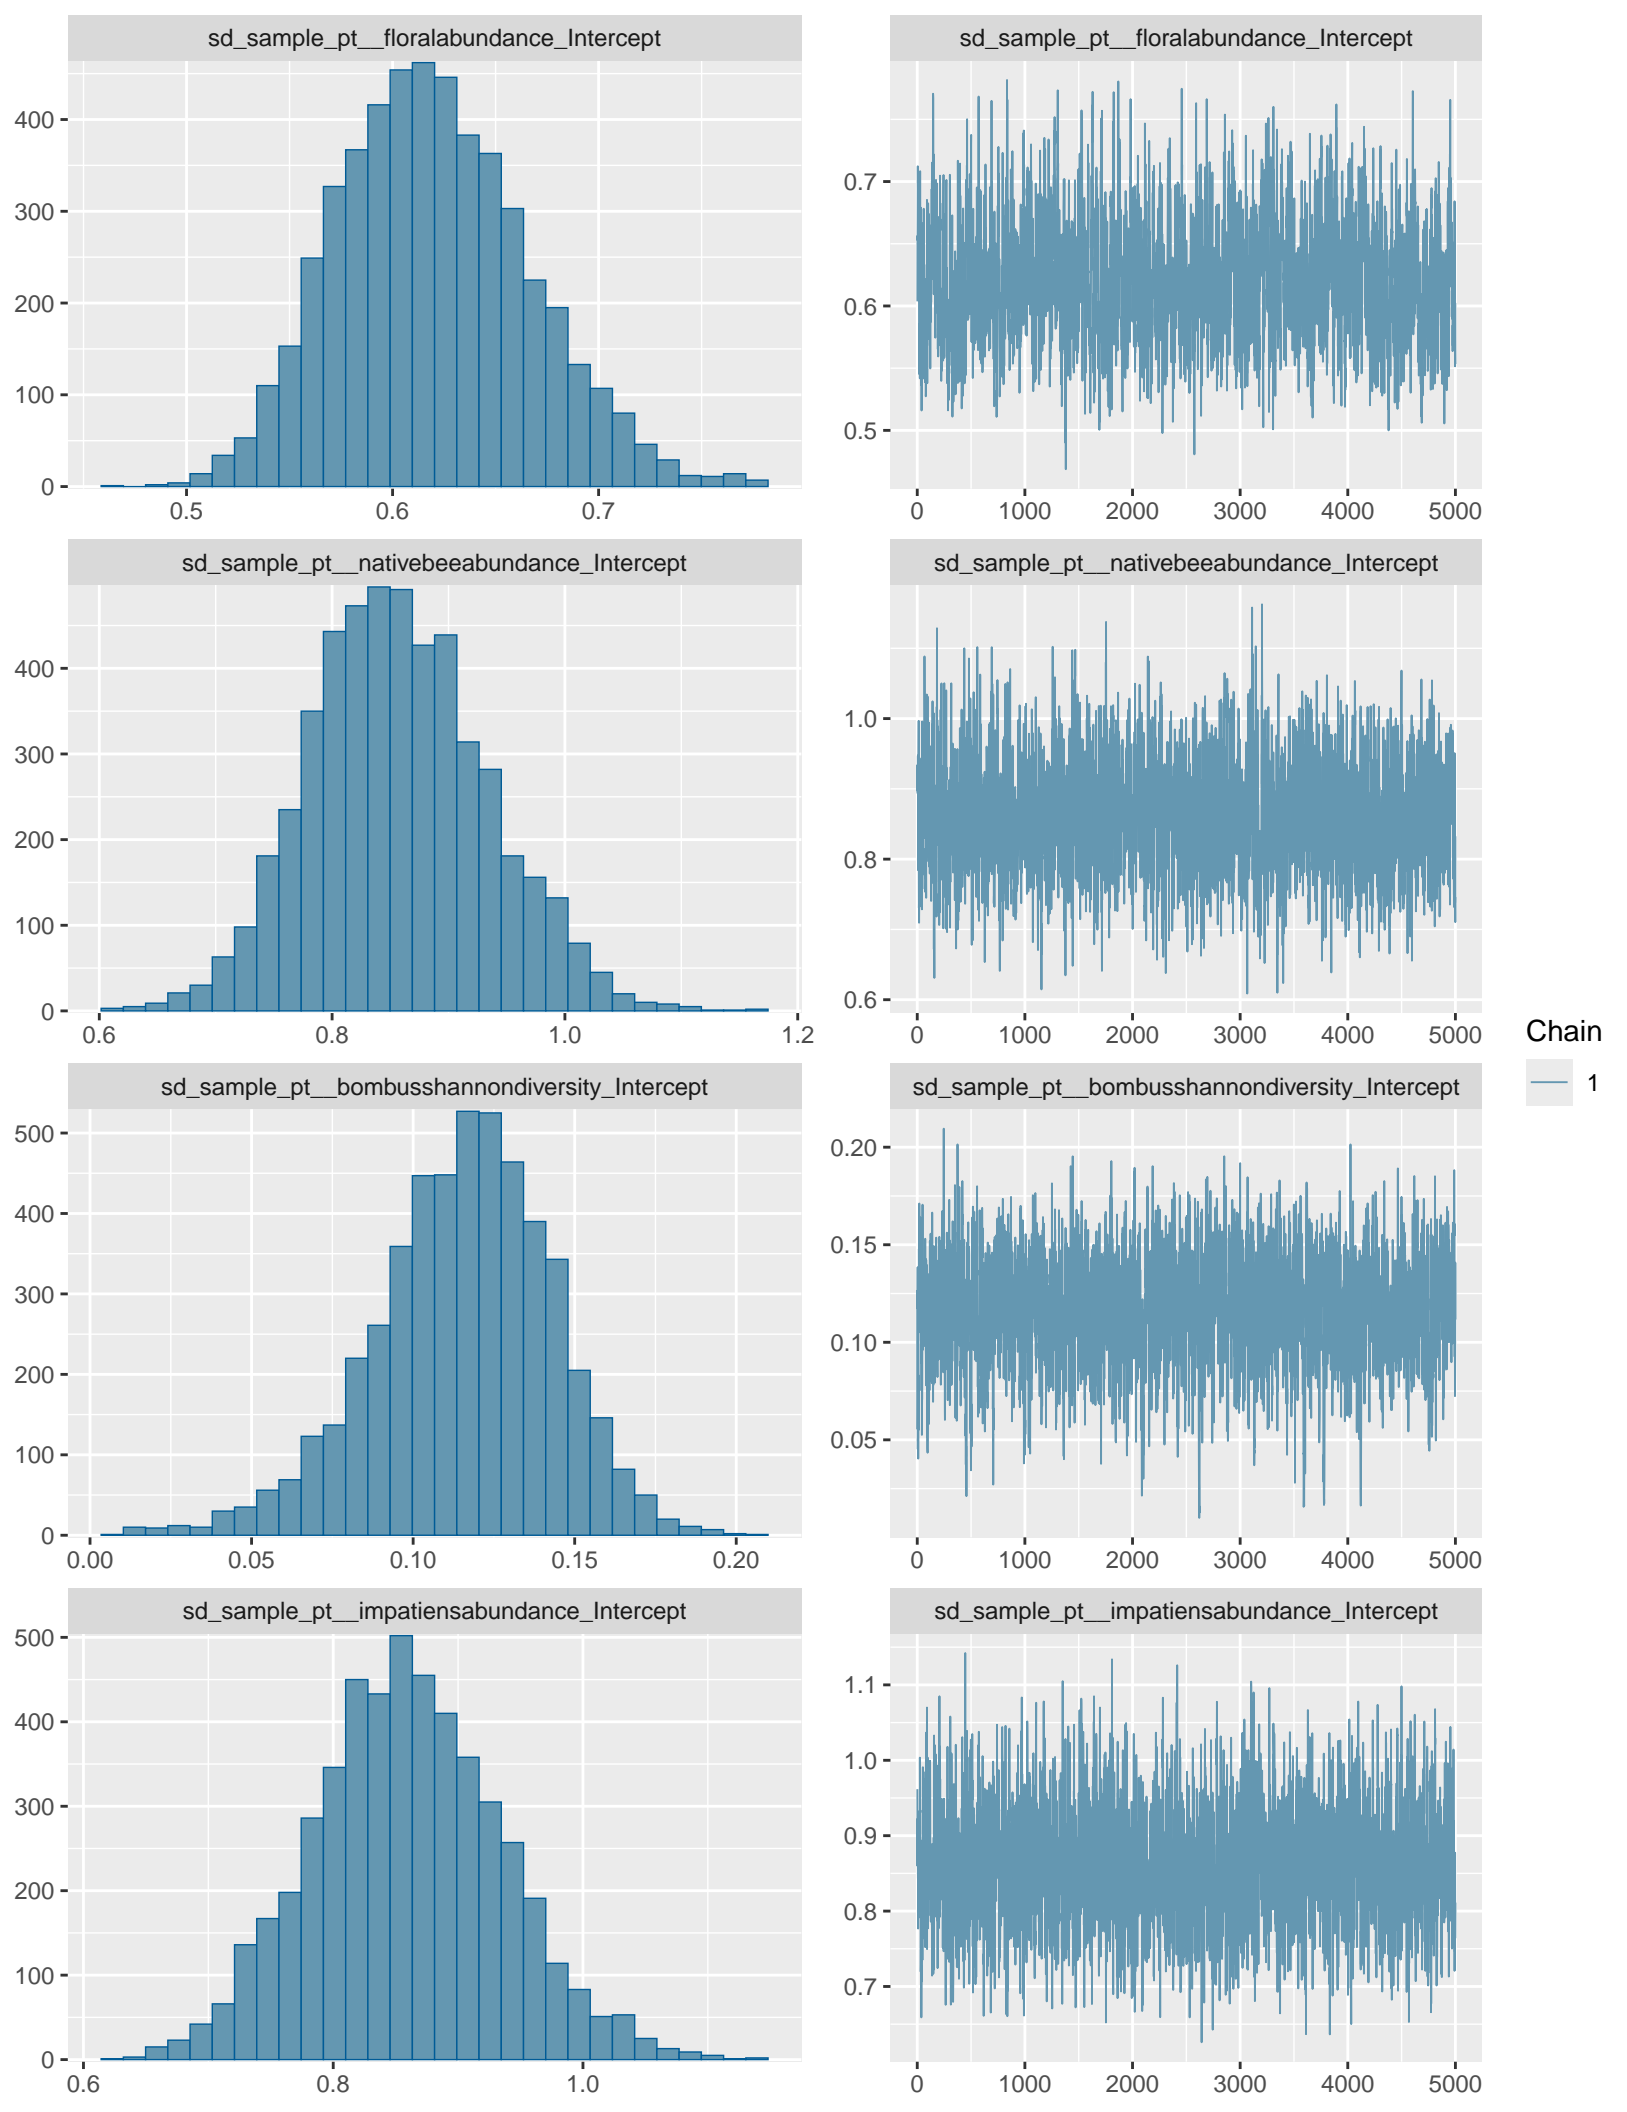 sd_sample_pt__floralabundance_Intercept
400
300
200
100
0
0.5 0.6 0.7
sd_sample_pt__floralabundance_Intercept
0.7
0.6
0.5
0 1000 2000 3000 4000 5000
sd_sample_pt__nativebeeabundance_Intercept
400
300
200
100
0
0.6 0.8 1.0 1.2
sd_sample_pt__nativebeeabundance_Intercept
1.0
0.8
0.6
0 1000 2000 3000 4000 5000
sd_sample_pt__bombusshannondiversity_Intercept
500
400
300
200
100
0
0.00 0.05 0.10 0.15 0.20
sd_sample_pt__bombusshannondiversity_Intercept
0.20
0.15
0.10
0.05
0 1000 2000 3000 4000 5000
sd_sample_pt__impatiensabundance_Intercept
500
400
300
200
100
0
0.6 0.8 1.0
sd_sample_pt__impatiensabundance_Intercept
1.1
1.0
0.9
0.8
0.7
0 1000 2000 3000 4000 5000
Chain
1